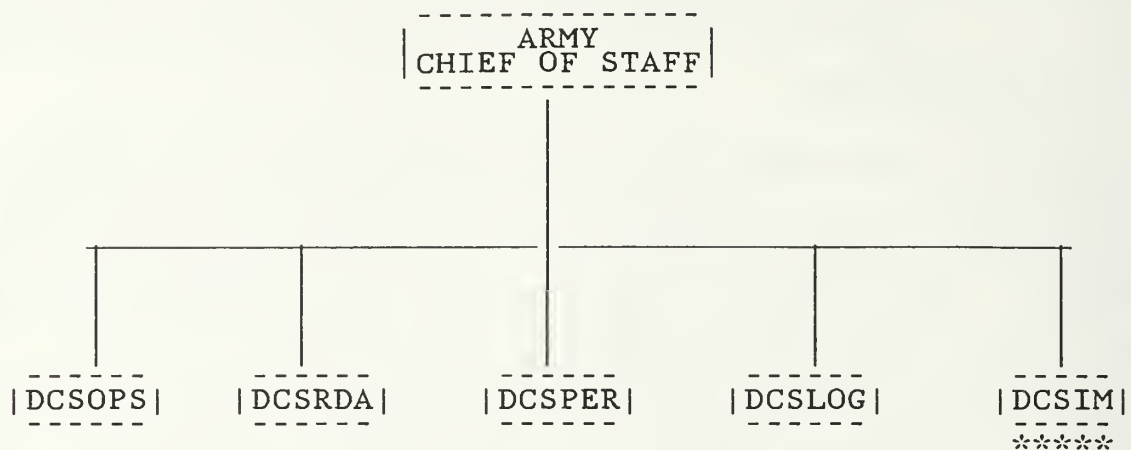 ARMY
CHIEF OF STAFF
DCSOPS DCSRDA DCSPER DCSLOG DCSIM
*****